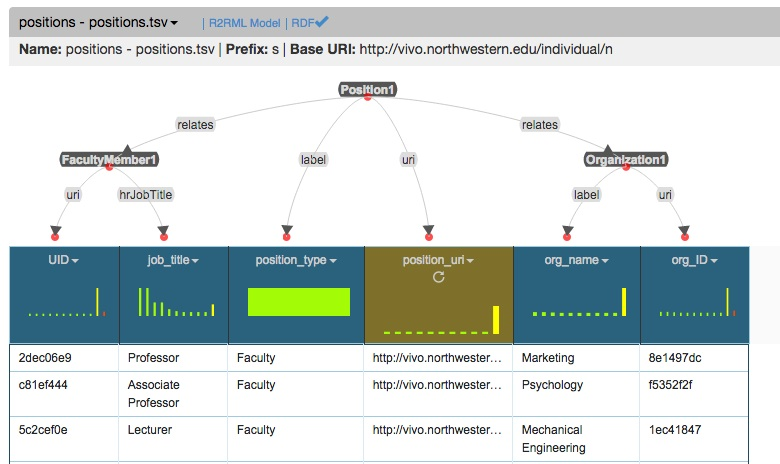 positions - positions.tsv | R2RML Model | RDF
Name: positions - positions.tsv | Prefix: s | Base URI: http://vivo.northwestern.edu/individual/n
Position1
relates relates
FacultyMember1 label uri Organization1
uri hrJobTitle label uri
UID job_title position_type position_uri org_name org_ID
2dec06e9 Professor Faculty http://vivo.northwester... Marketing 8e1497dc
c81ef444 Associate Faculty http://vivo.northwester... Psychology f5352f2f
Professor
5c2cef0e Lecturer Faculty http://vivo.northwester... Mechanical 1ec41847
Engineering